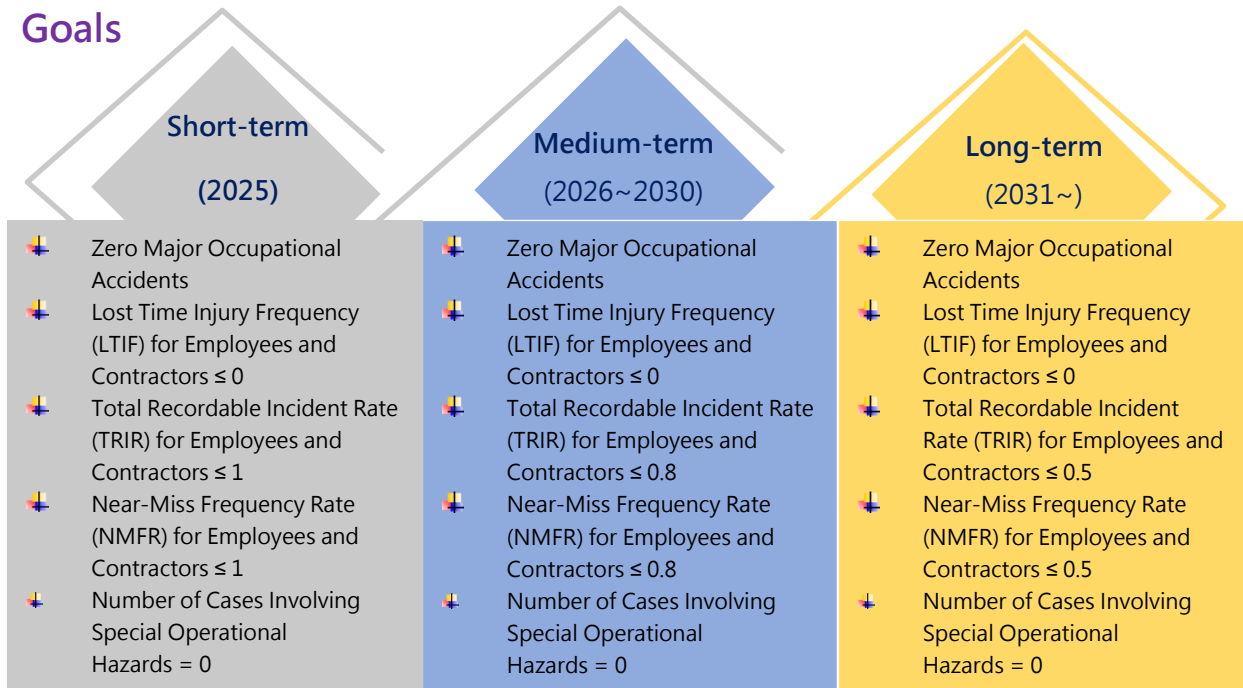 Goals
Short-term
(2025)
Zero Major Occupational
Accidents
Lost Time Injury Frequency
(LTIF) for Employees and
Contractors ≤ 0
Total Recordable Incident Rate
(TRIR) for Employees and
Contractors ≤ 1
Near-Miss Frequency Rate
(NMFR) for Employees and
Contractors ≤ 1
Number of Cases Involving
Special Operational
Hazards = 0
Medium-term
(2026~2030)
Zero Major Occupational
Accidents
Lost Time Injury Frequency
(LTIF) for Employees and
Contractors ≤ 0
Total Recordable Incident Rate
(TRIR) for Employees and
Contractors ≤ 0.8
Near-Miss Frequency Rate
(NMFR) for Employees and
Contractors ≤ 0.8
Number of Cases Involving
Special Operational
Hazards = 0
Long-term
(2031~)
Zero Major Occupational
Accidents
Lost Time Injury Frequency
(LTIF) for Employees and
Contractors ≤ 0
Total Recordable Incident
Rate (TRIR) for Employees and
Contractors ≤ 0.5
Near-Miss Frequency Rate
(NMFR) for Employees and
Contractors ≤ 0.5
Number of Cases Involving
Special Operational
Hazards = 0